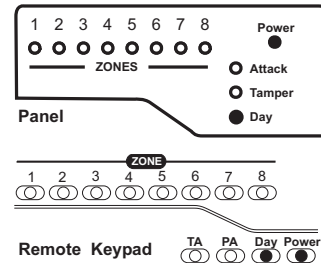 1 2 3 4 5 6 7 8
Power
ZONES
Attack
Tamper
Panel
Day
ZONE
1 2 3 4 5 6 7 8
Remote Keypad
TA PA Day Power